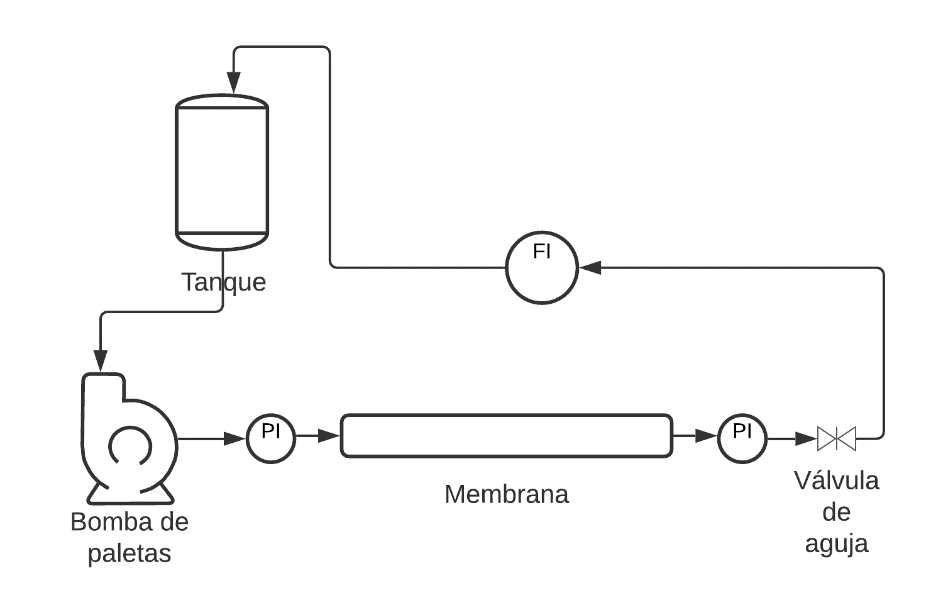 Tanque
FI
PI
PI
Membrana
Bomba de
paletas
Válvula
de
aguja